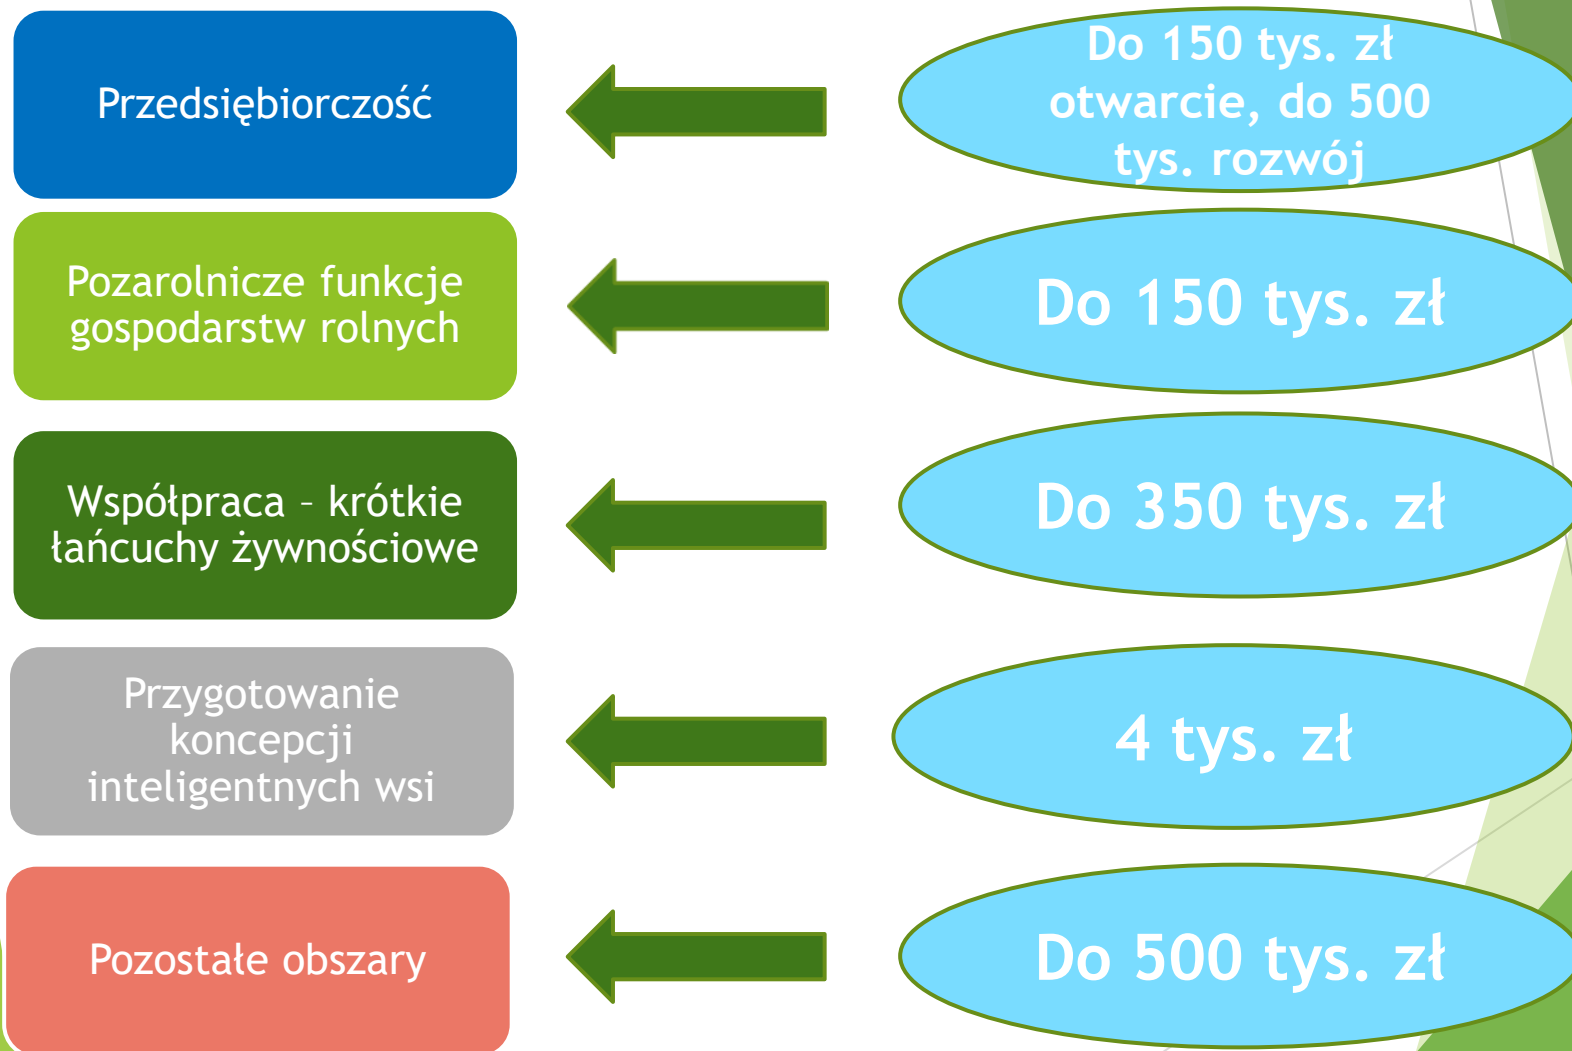 Przedsiębiorczość
Do 150 tys. zł
otwarcie, do 500
tys. rozwój
Pozarolnicze funkcje
gospodarstw rolnych
Do 150 tys. zł
Współpraca – krótkie
łańcuchy żywnościowe
Do 350 tys. zł
Przygotowanie
koncepcji
inteligentnych wsi
4 tys. zł
Pozostałe obszary
Do 500 tys. zł